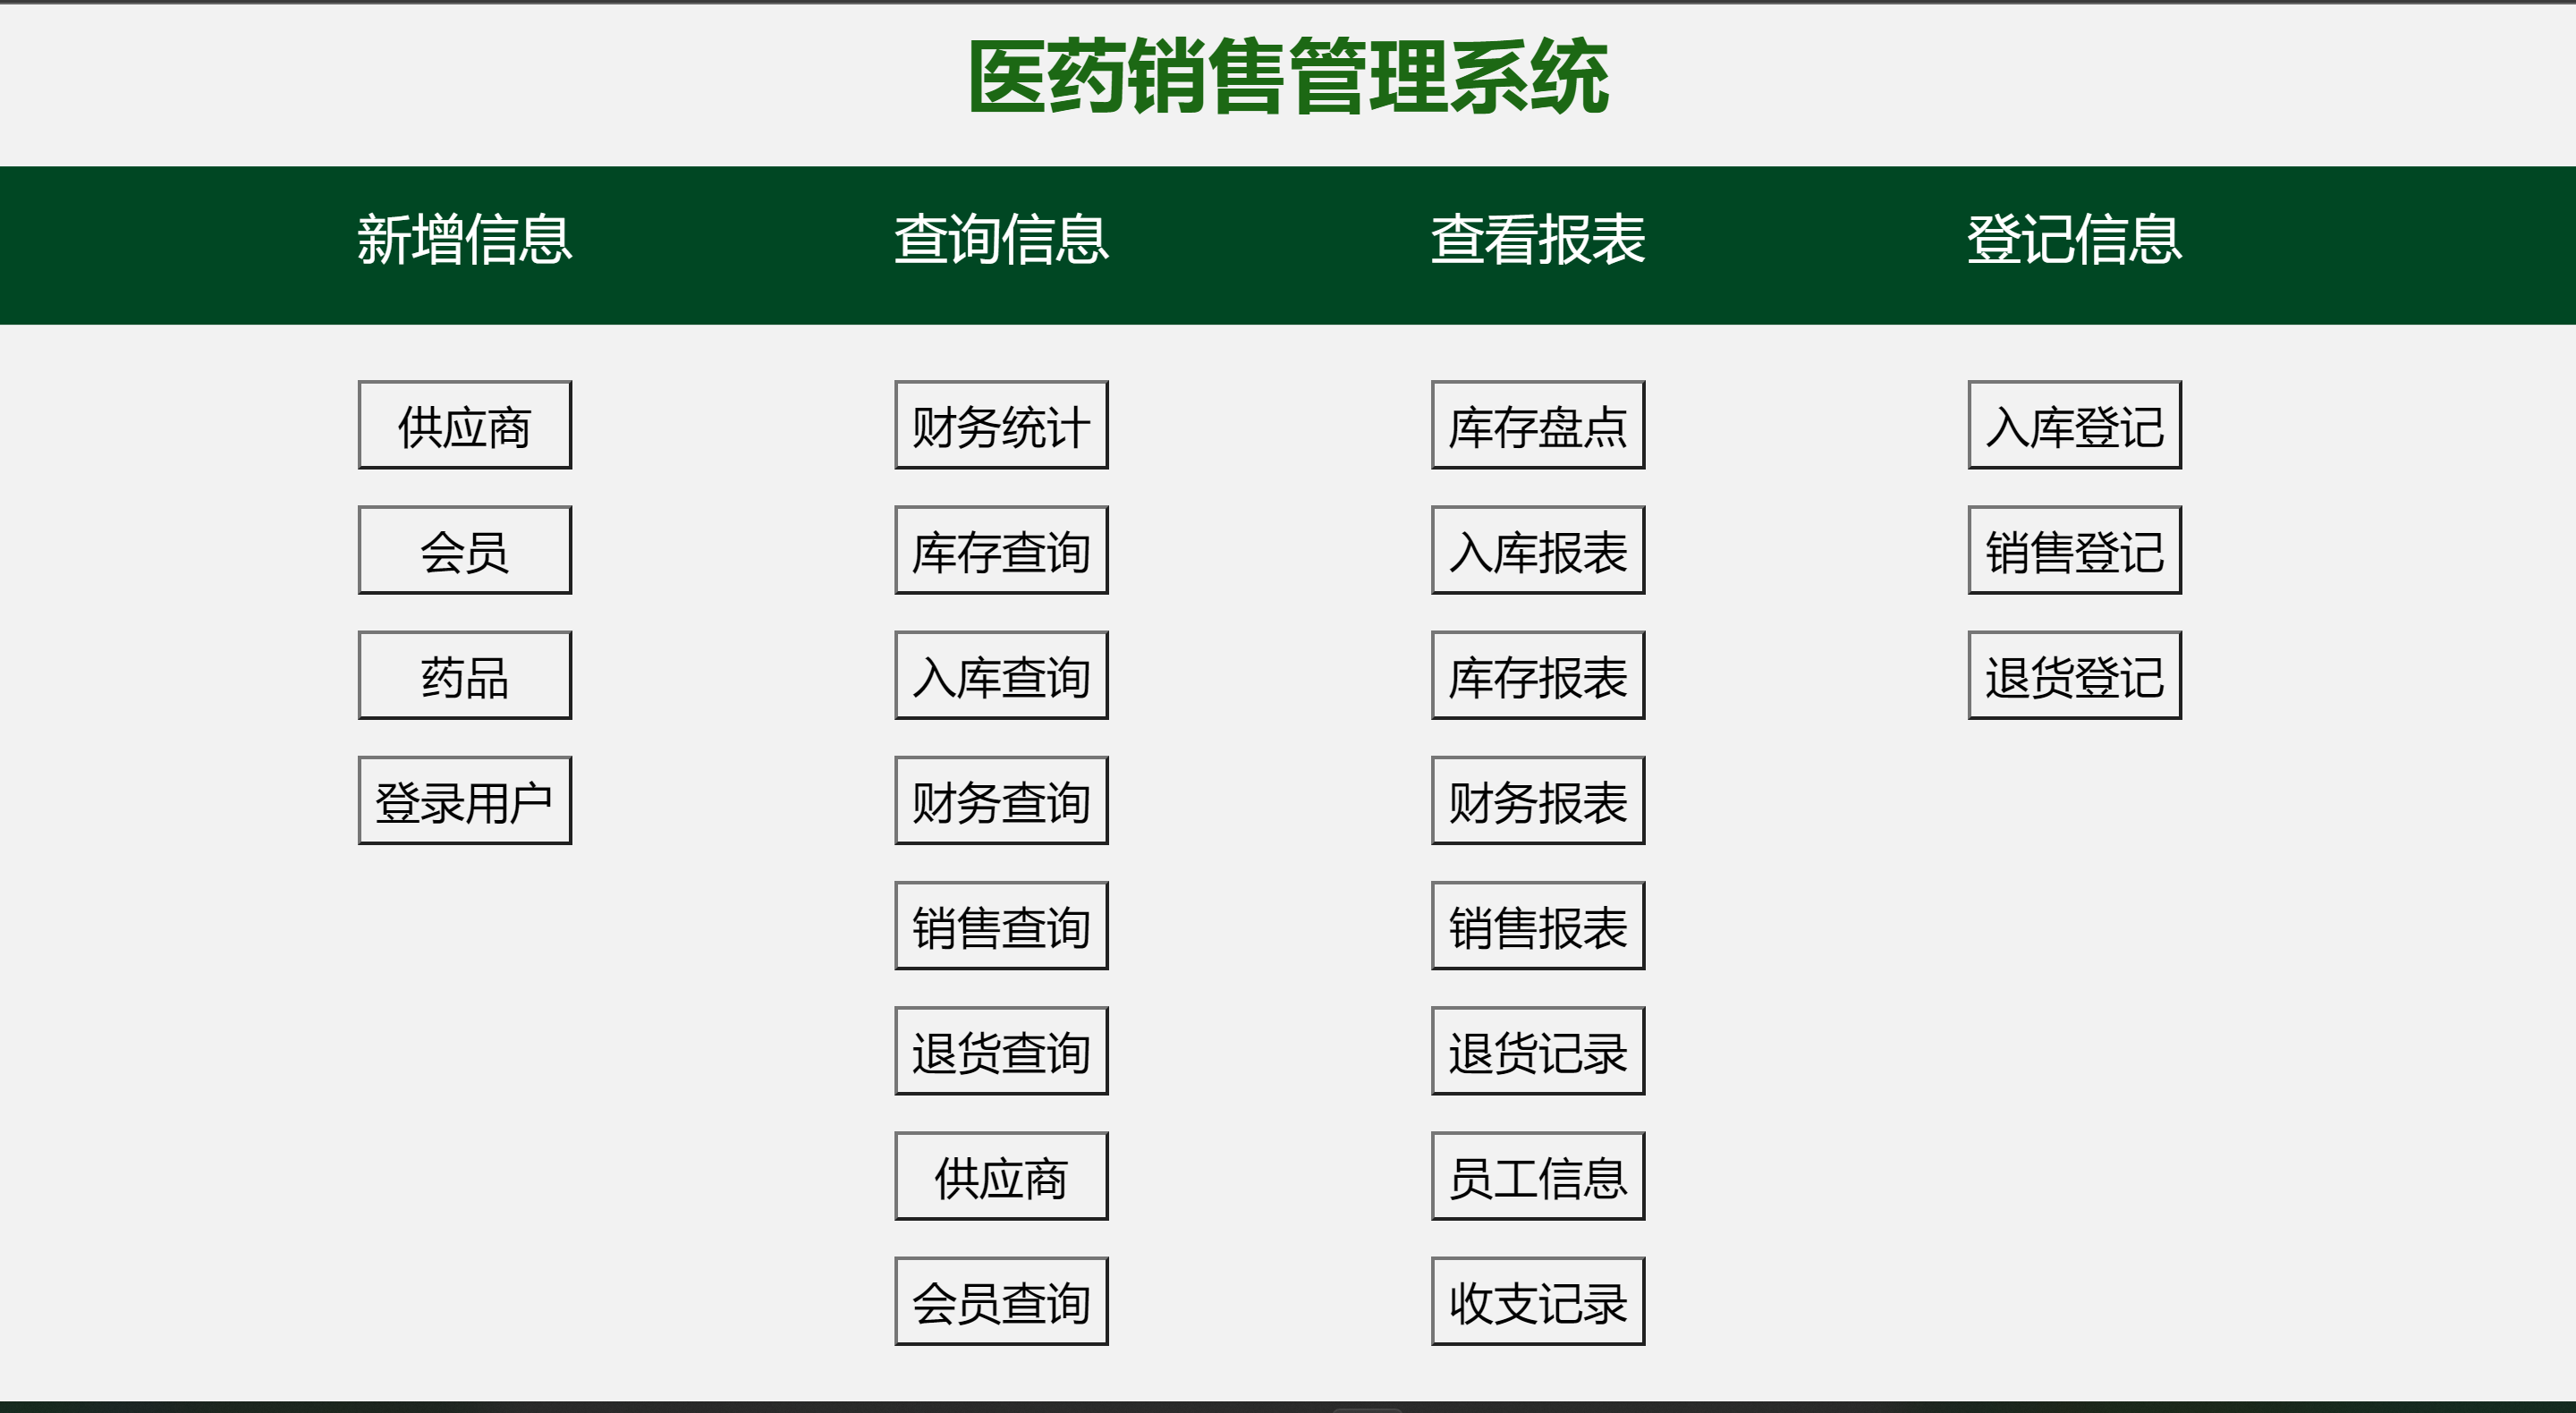 医药销售管理系统
新增信息 查询信息 查看报表 登记信息
供应商 财务统计 库存盘点 入库登记
会员 库存查询 入库报表 销售登记
药品 入库查询 库存报表 退货登记
登录用户 财务查询 财务报表
销售查询 销售报表
退货查询 退货记录
供应商 员工信息
会员查询 收支记录